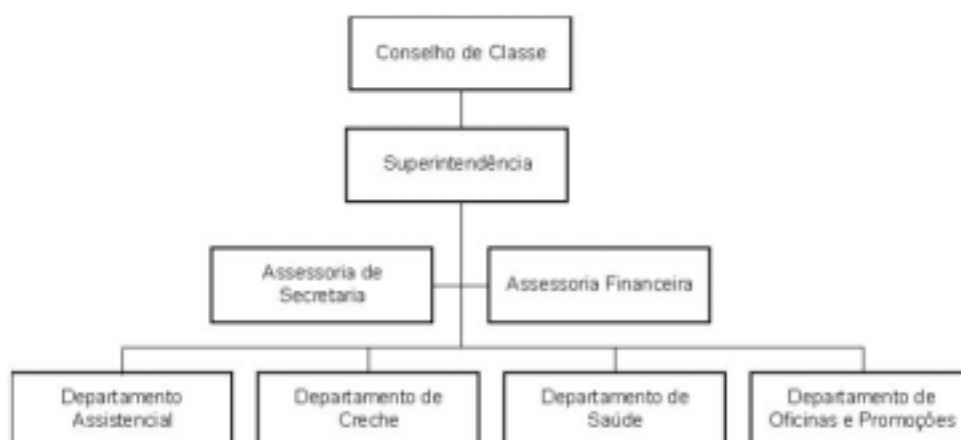 Conselho de Classe
Superintendência
Assessoria de
Secretaria
Assessoria Financeira
Departamento
Assistencial
Departamento de
Creche
Departamento de
Saúde
Departamento de
Oficinas e Promoções